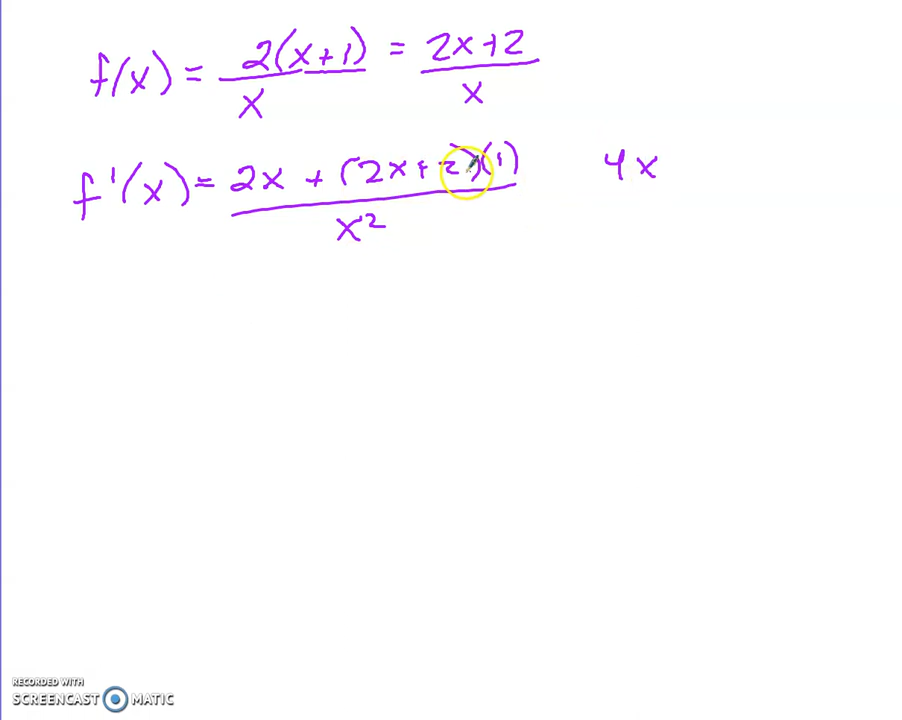 f(x) = 2(x+1)/x = 2x+2/x
f'(x) = 2x + (2x+2)(1)/x² 4x
RECORDED WITH
SCREENCAST MATIC